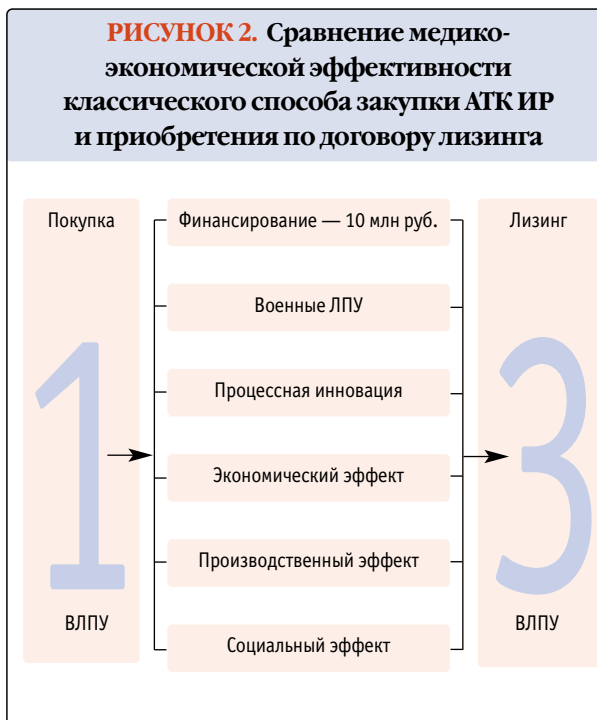 РИСУНОК 2. Сравнение медико-
экономической эффективности
классического способа закупки АТК ИР
и приобретения по договору лизинга
Покупка
1
ВЛПУ
Финансирование — 10 млн руб.
Военные ЛПУ
Процессная инновация
Экономический эффект
Производственный эффект
Социальный эффект
Лизинг
3
ВЛПУ